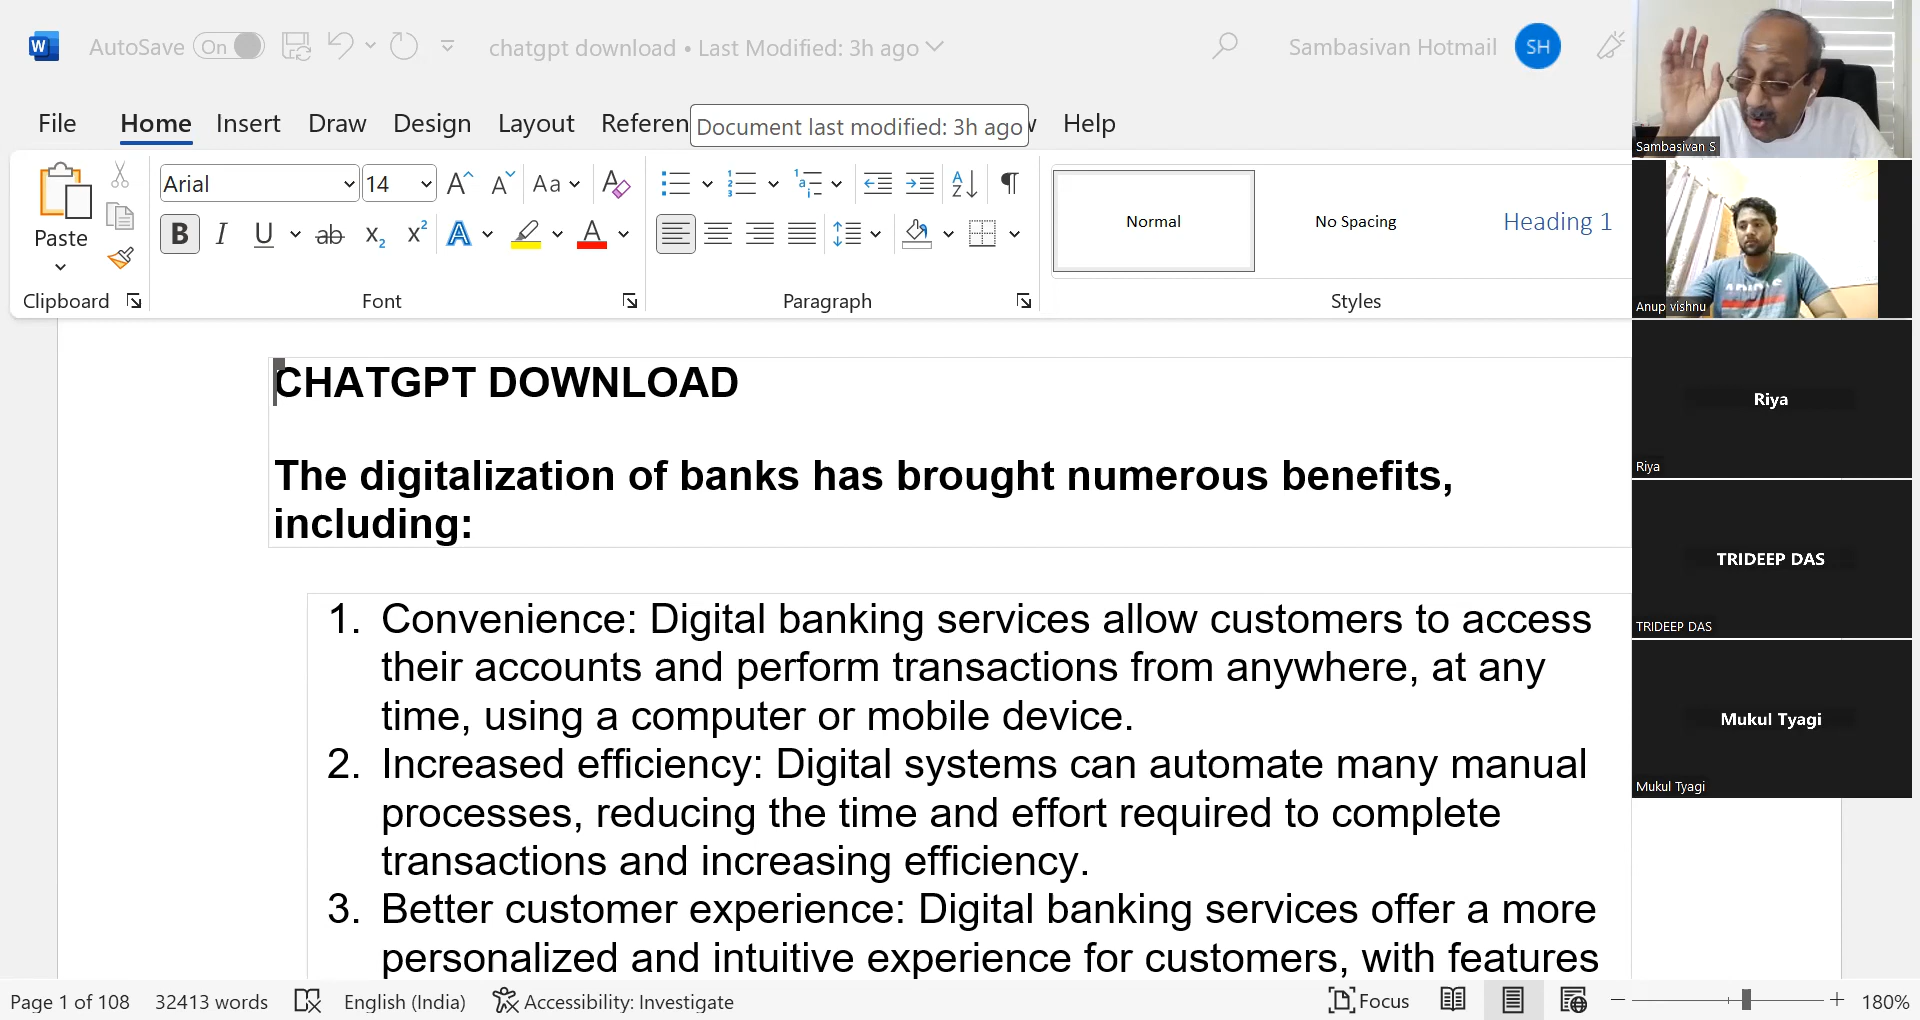 W AutoSave On chatgpt download • Last Modified: 3h ago Sambasivan Hotmail SH
File Home Insert Draw Design Layout Referen Document last modified: 3h ago Help
Paste Arial 14 Aa
Normal No Spacing Heading 1
Clipboard Font Paragraph Styles
CHATGPT DOWNLOAD
The digitalization of banks has brought numerous benefits,
including:
1. Convenience: Digital banking services allow customers to access
their accounts and perform transactions from anywhere, at any
time, using a computer or mobile device.
2. Increased efficiency: Digital systems can automate many manual
processes, reducing the time and effort required to complete
transactions and increasing efficiency.
3. Better customer experience: Digital banking services offer a more
personalized and intuitive experience for customers, with features
Page 1 of 108 32413 words English (India) Accessibility: Investigate Focus 180%
Sambasivan S
Anup vishnu
Riya
Riya
TRIDEEP DAS
TRIDEEP DAS
Mukul Tyagi
Mukul Tyagi